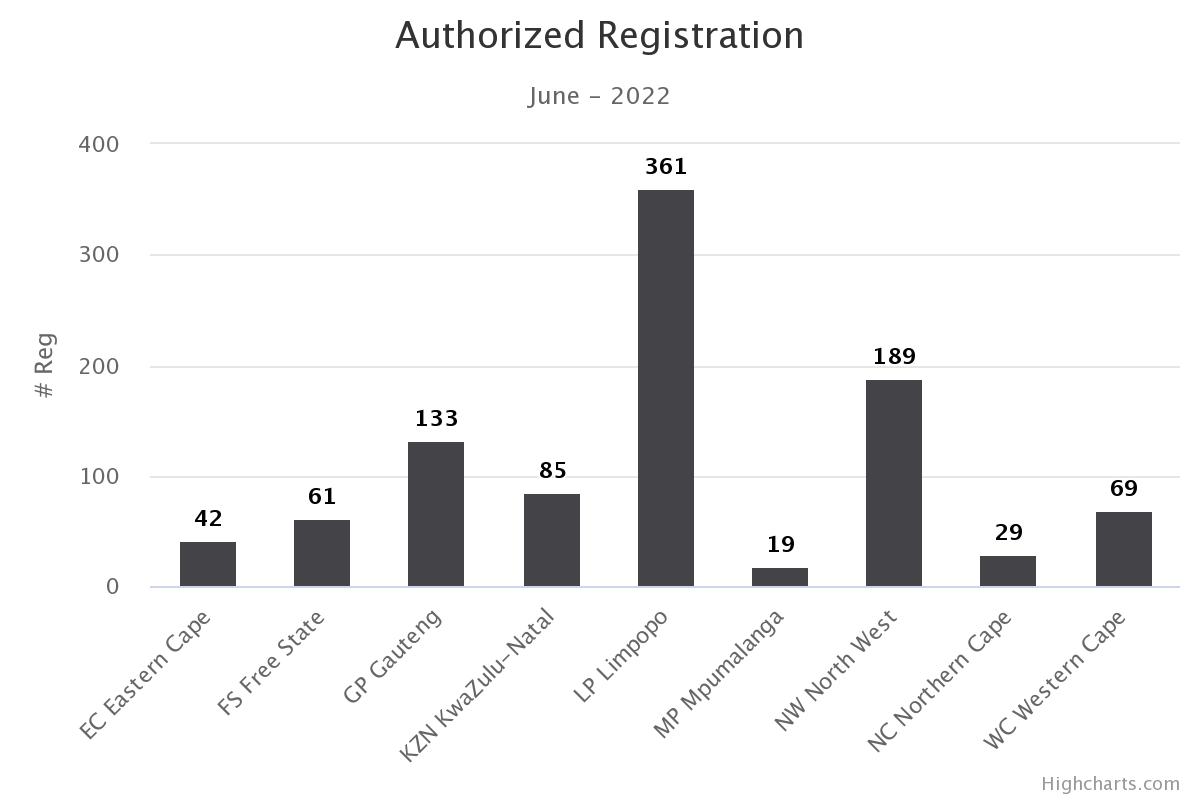 Authorized Registration
June – 2022
# Reg
400
300
200
100
0
42
61
133
85
361
19
189
29
69
EC Eastern Cape
FS Free State
GP Gauteng
KZN KwaZulu–Natal
LP Limpopo
MP Mpumalanga
NW North West
NC Northern Cape
WC Western Cape
Highcharts.com